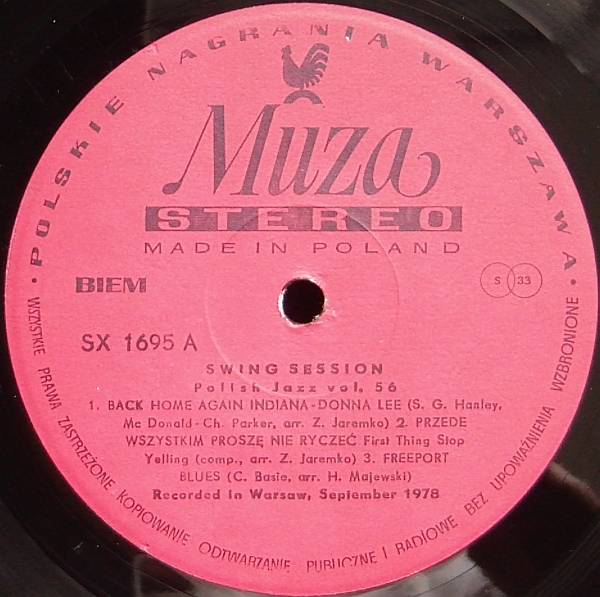 • POLSKIE NAGRANIA WARSZAWA •
Muza
STEREO
MADE IN POLAND
BIEM
S 33
SX 1695 A
SWING SESSION
Polish Jazz vol. 56
1. BACK HOME AGAIN INDIANA-DONNA LEE (S. G. Hanley,
Mc Donald-Ch. Parker, arr. Z. Jaremko) 2. PRZEDE
WSZYSTKIM PROSZĘ NIE RYCZEĆ First Thing Stop
Yelling (comp., arr. Z. Jaremko) 3. FREEPORT
BLUES (C. Basie, arr. H. Majewski)
Recorded in Warsaw, September 1978
WSZYSTKIE PRAWA ZASTRZEŻONE KOPIOWANIE ODTWARZANIE PUBLICZNE I RADIOWE BEZ UPOWAŻNIENIA WZBRONIONE